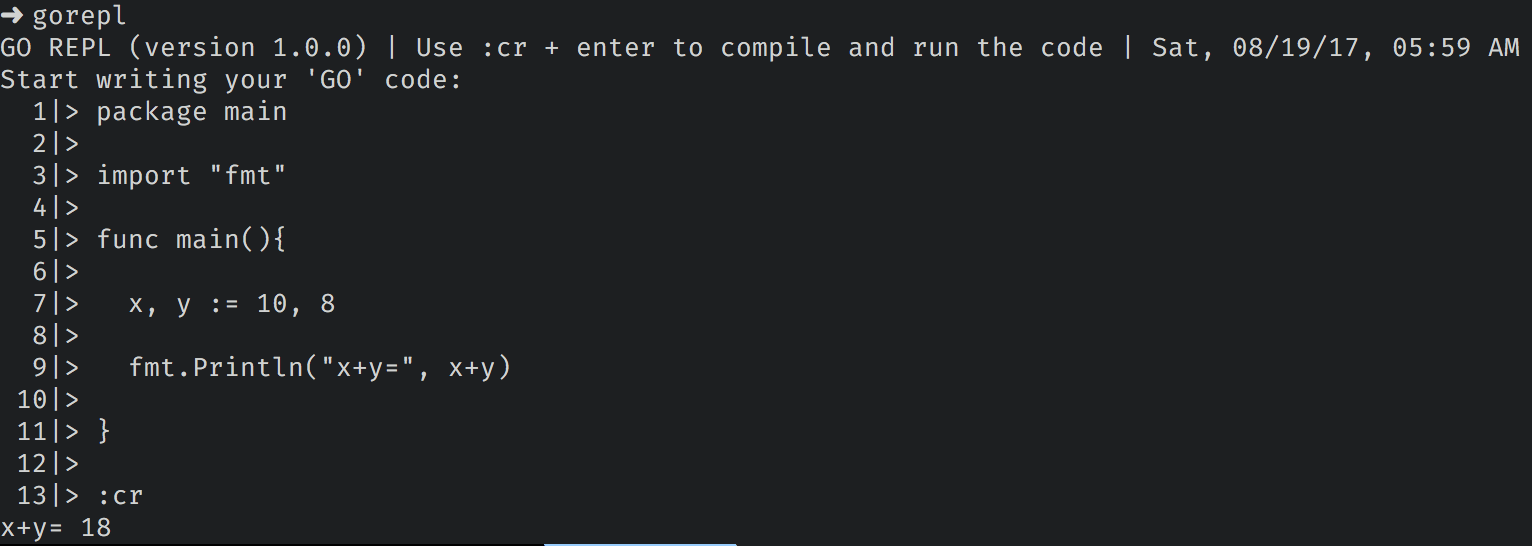 ➜ gorepl
GO REPL (version 1.0.0) | Use :cr + enter to compile and run the code | Sat, 08/19/17, 05:59 AM
Start writing your 'GO' code:
  1|> package main
  2|>
  3|> import "fmt"
  4|>
  5|> func main(){
  6|>
  7|>   x, y := 10, 8
  8|>
  9|>   fmt.Println("x+y=", x+y)
 10|>
 11|> }
 12|>
 13|> :cr
x+y= 18